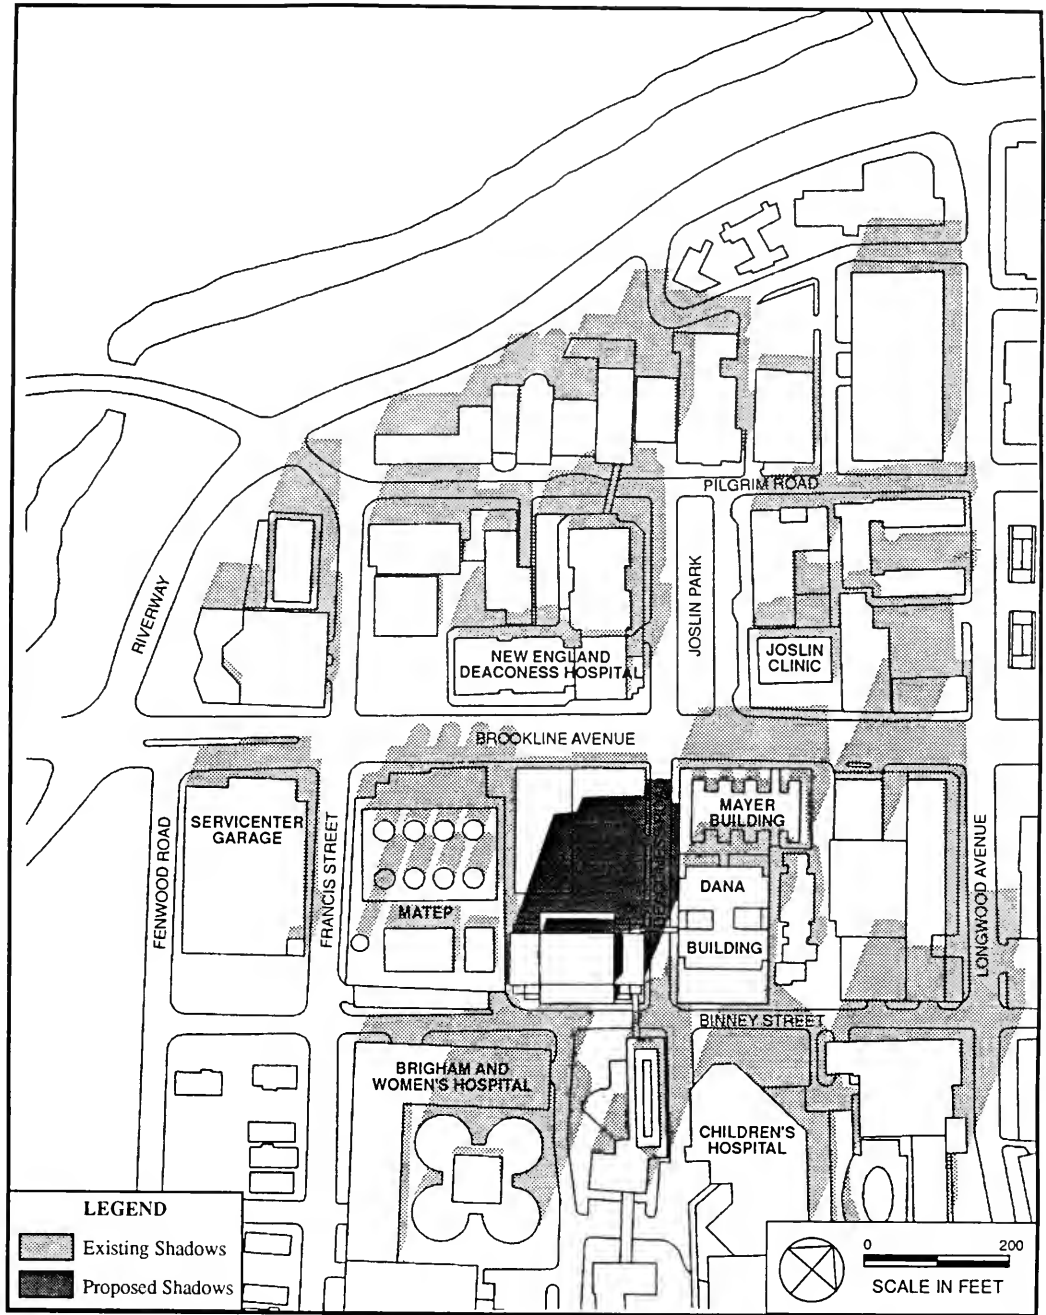 PILGRIM ROAD
RIVERWAY
JOSLIN PARK
NEW ENGLAND
DEACONESS HOSPITAL
JOSLIN
CLINIC
BROOKLINE AVENUE
FENWOOD ROAD
SERVICENTER
GARAGE
FRANCIS STREET
MATEP
MAYER
BUILDING
DANA
BUILDING
LONGWOOD AVENUE
BINNEY STREET
BRIGHAM AND
WOMEN'S HOSPITAL
CHILDREN'S
HOSPITAL
LEGEND
Existing Shadows
Proposed Shadows
0 200
SCALE IN FEET